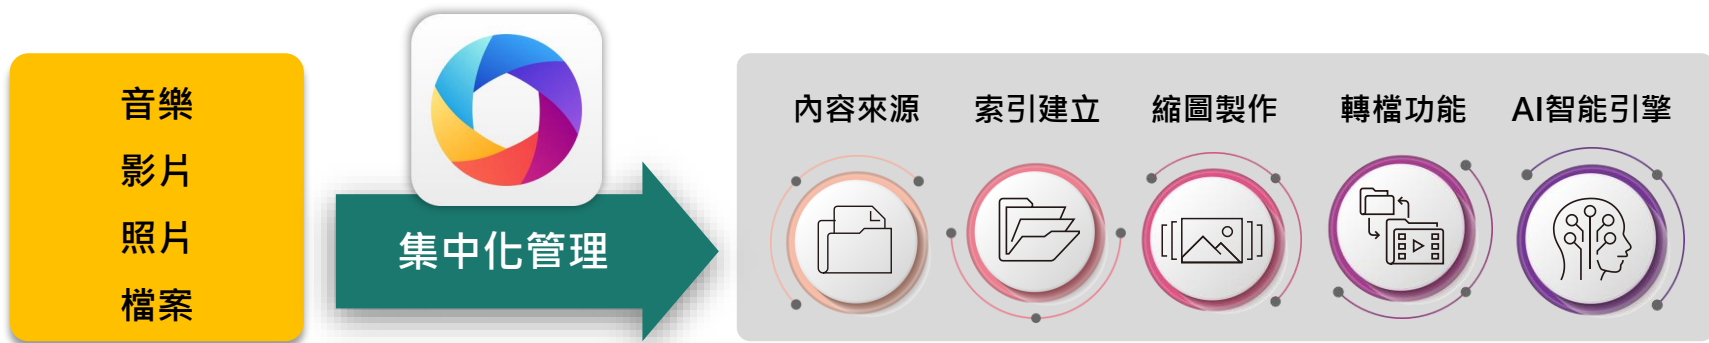 音樂
影片
照片
檔案
集中化管理
內容來源
索引建立
縮圖製作
轉檔功能
AI智能引擎